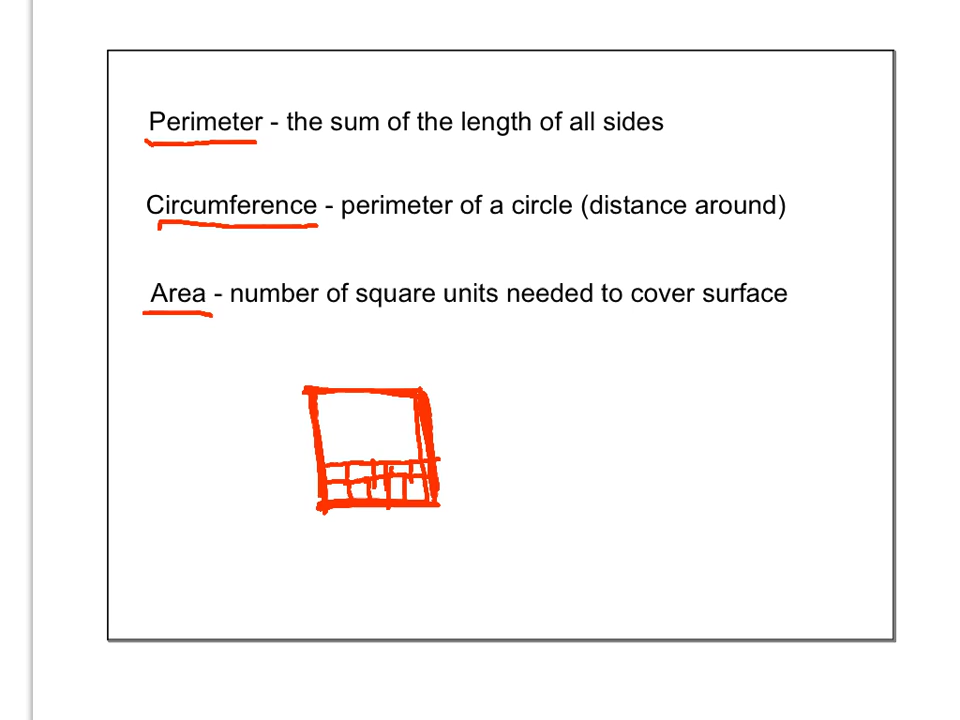 Perimeter - the sum of the length of all sides
Circumference - perimeter of a circle (distance around)
Area - number of square units needed to cover surface